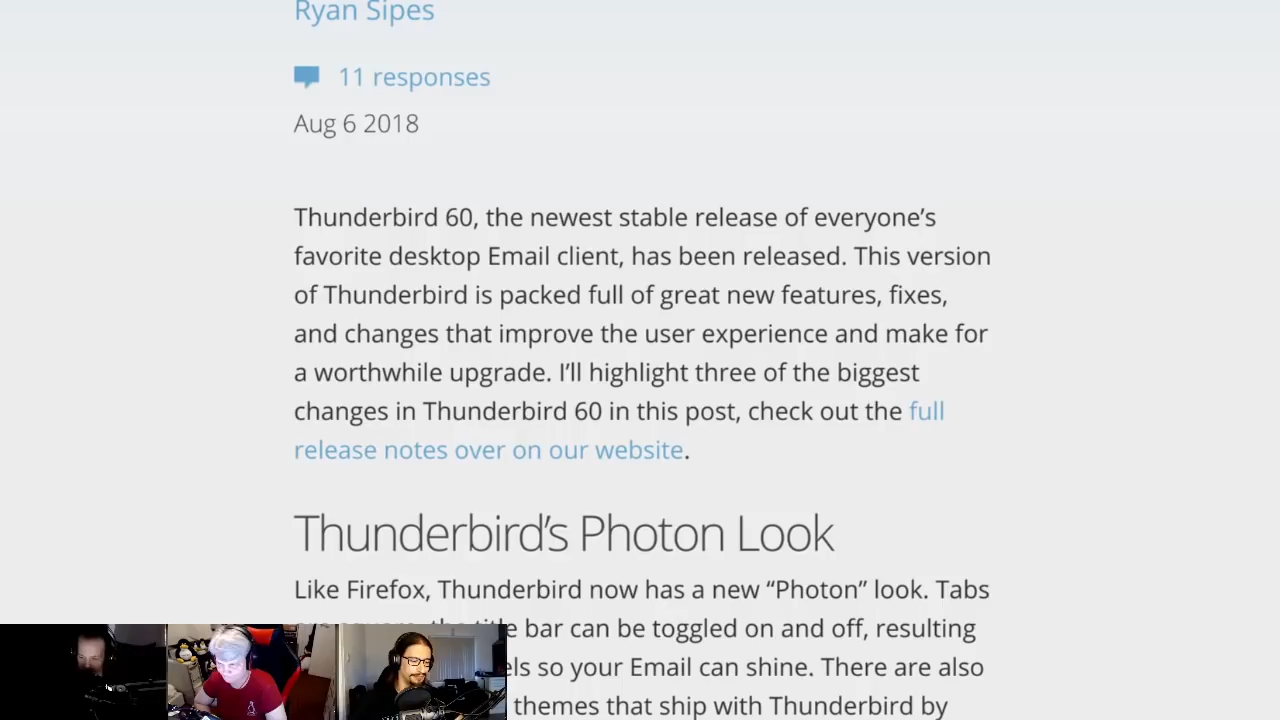 Ryan Sipes
11 responses
Aug 6 2018
Thunderbird 60, the newest stable release of everyone’s
favorite desktop Email client, has been released. This version
of Thunderbird is packed full of great new features, fixes,
and changes that improve the user experience and make for
a worthwhile upgrade. I’ll highlight three of the biggest
changes in Thunderbird 60 in this post, check out the full
release notes over on our website.
Thunderbird’s Photon Look
Like Firefox, Thunderbird now has a new “Photon” look. Tabs
bar can be toggled on and off, resulting
so your Email can shine. There are also
themes that ship with Thunderbird by